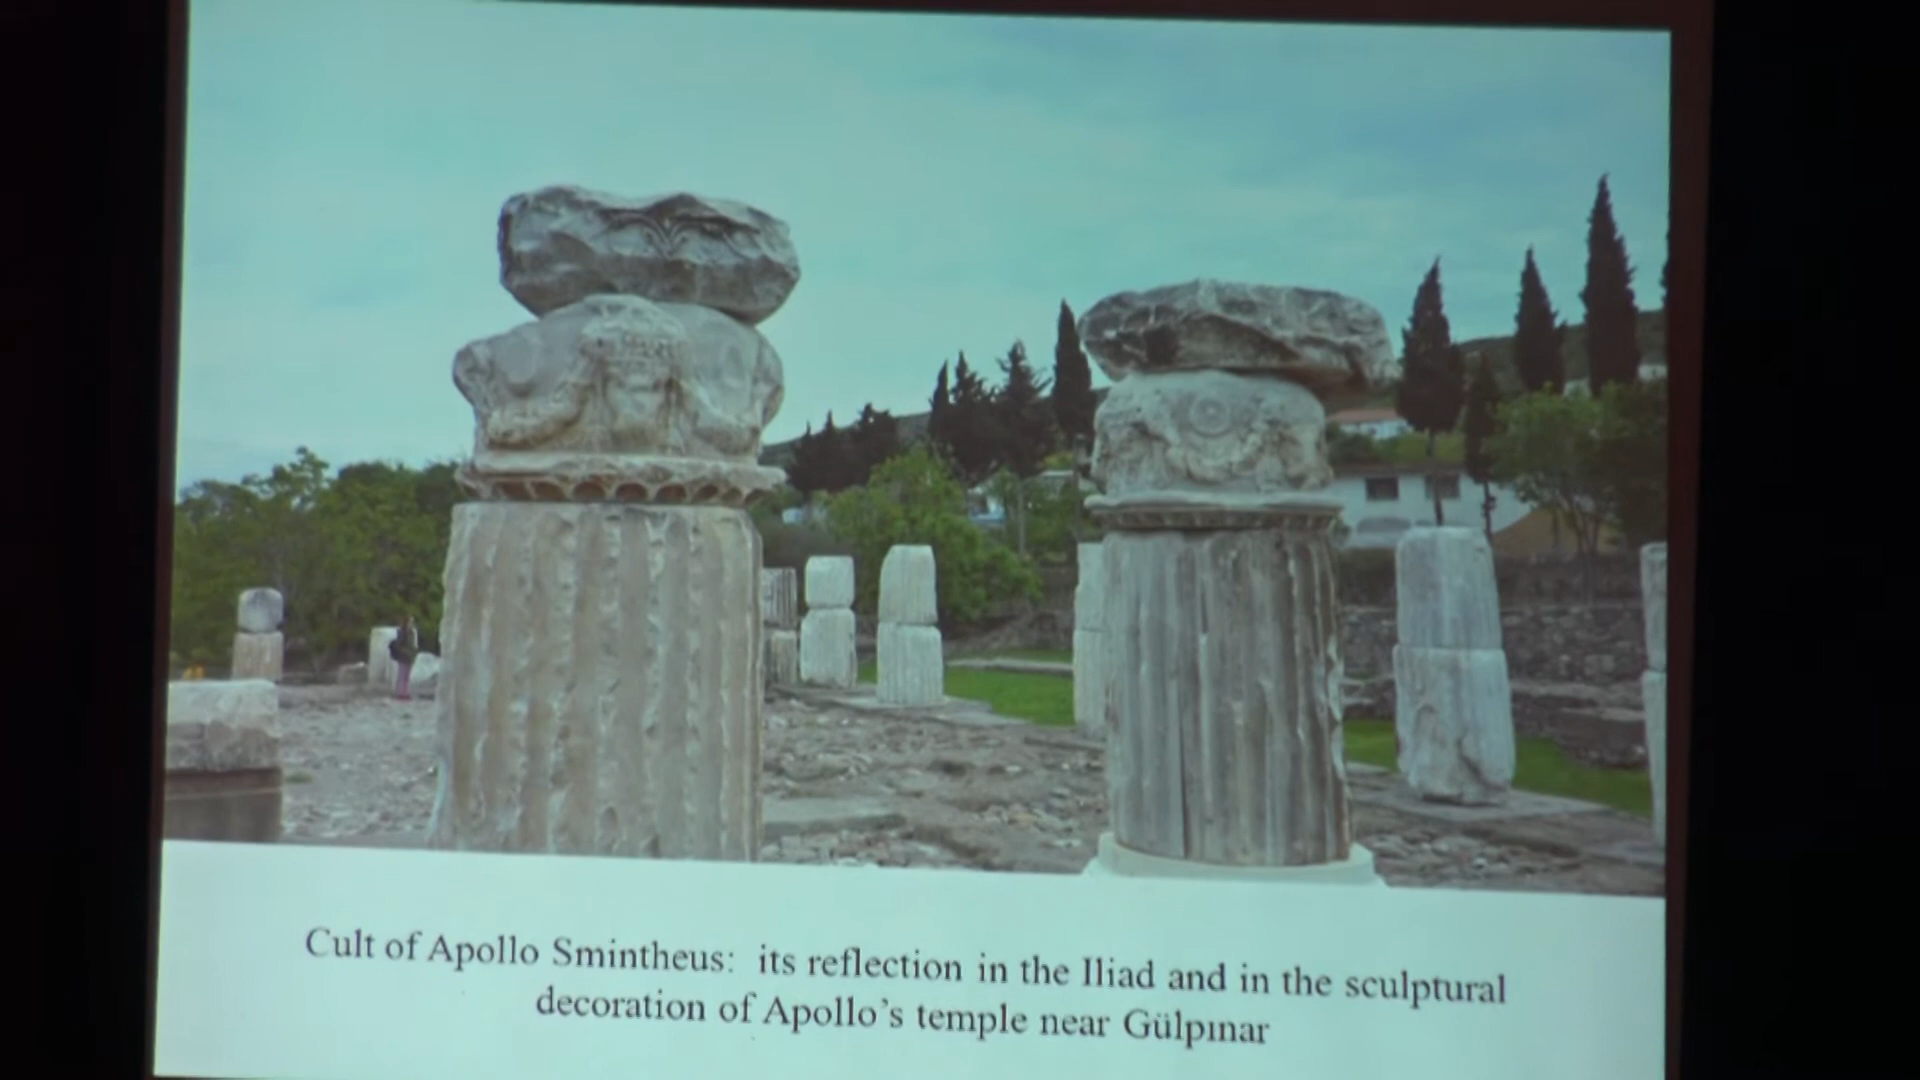 Cult of Apollo Smintheus: its reflection in the Iliad and in the sculptural
decoration of Apollo's temple near Gülpınar